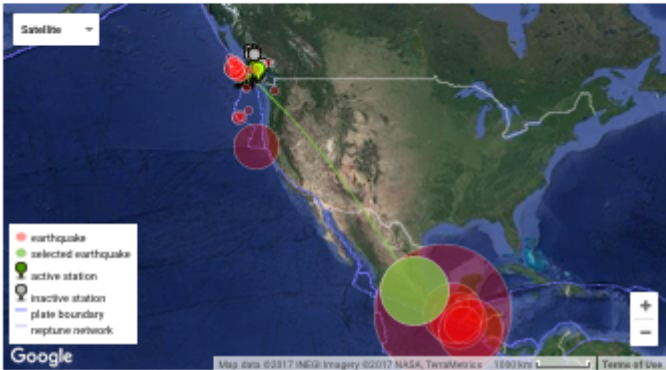 Satellite
earthquake
selected earthquake
active station
inactive station
plate boundary
neptune network
+
−
Google
Map data ©2017 INEGI Imagery ©2017 NASA, TerraMetrics 1000 km Terms of Use